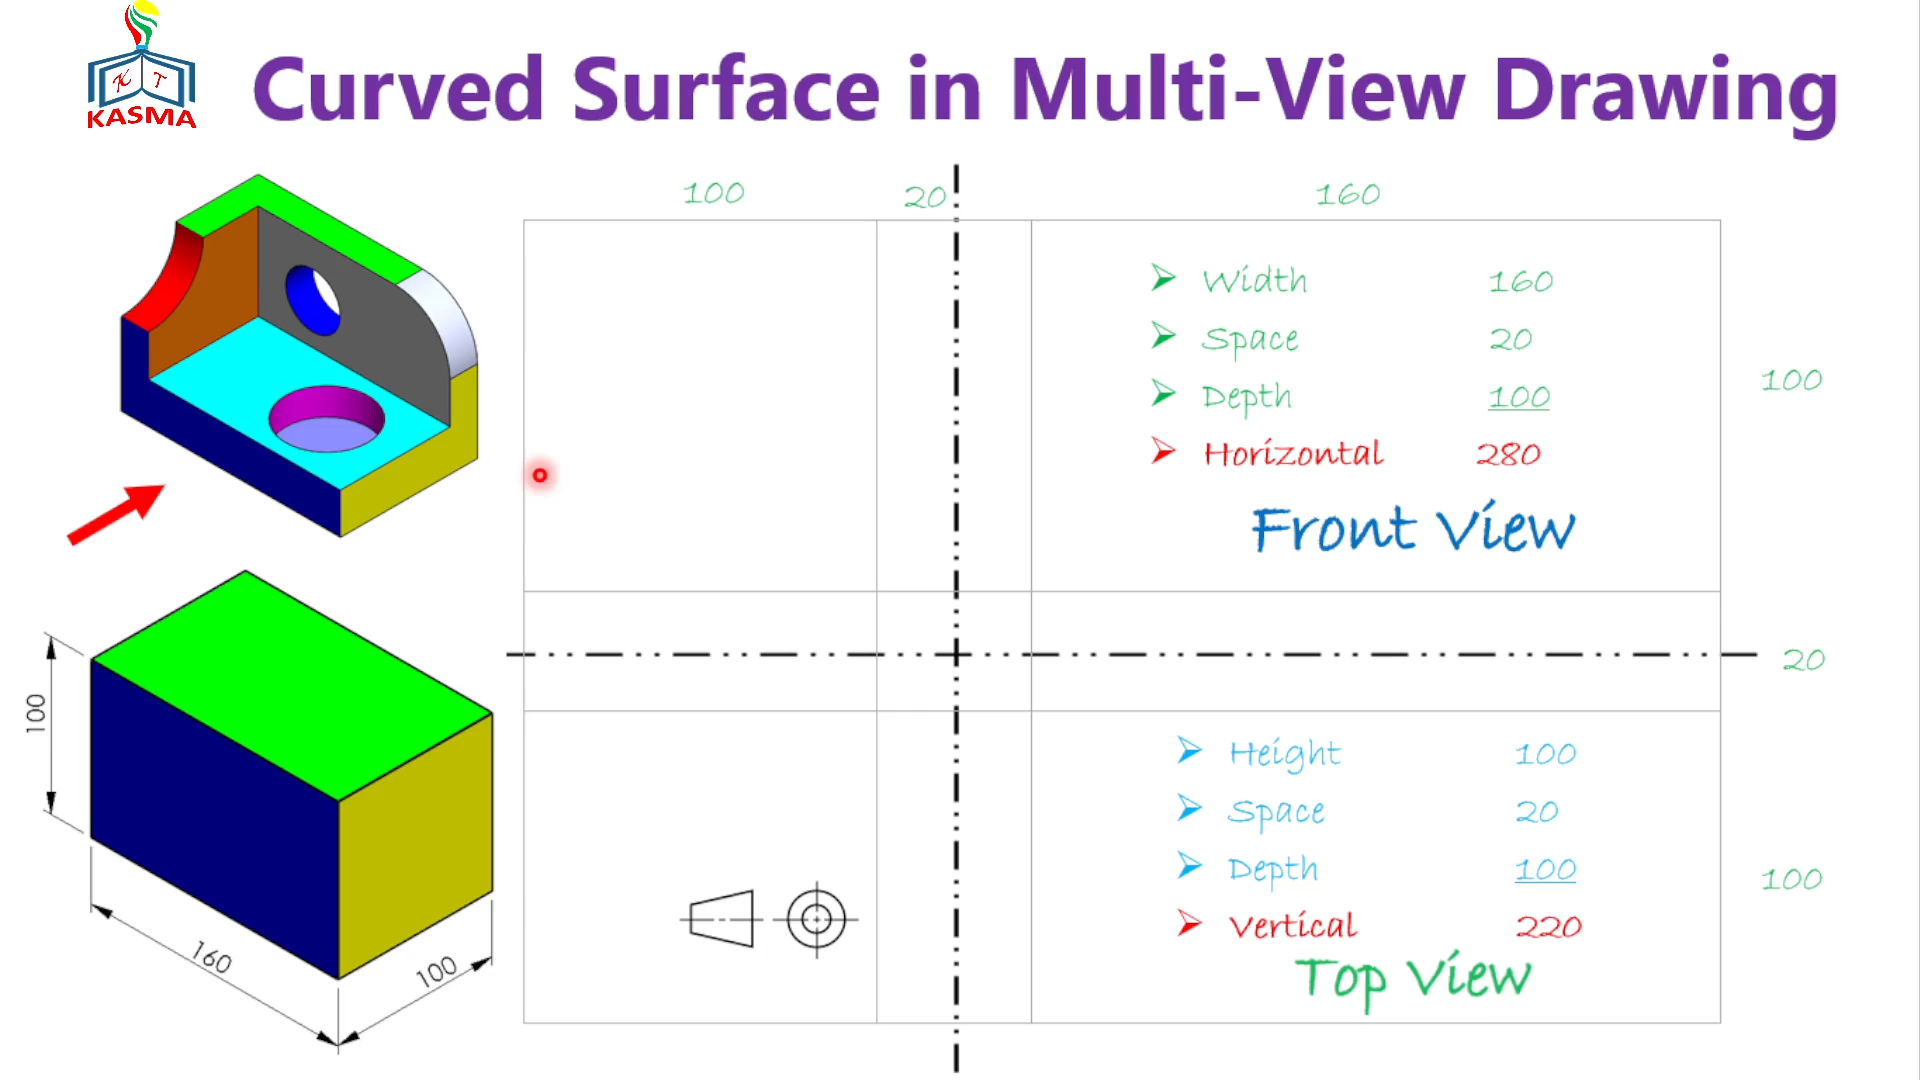 K T
KASMA
Curved Surface in Multi-View Drawing
100
20
160
Width 160
Space 20
Depth 100
Horizontal 280
Front View
100
20
Height 100
Space 20
Depth 100
Vertical 220
Top View
100
100
160
100